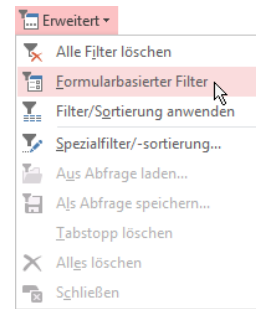 Erweitert
Alle Filter löschen
Formularbasierter Filter
Filter/Sortierung anwenden
Spezialfilter/-sortierung...
Aus Abfrage laden...
Als Abfrage speichern...
Tabstopp löschen
Alles löschen
Schließen